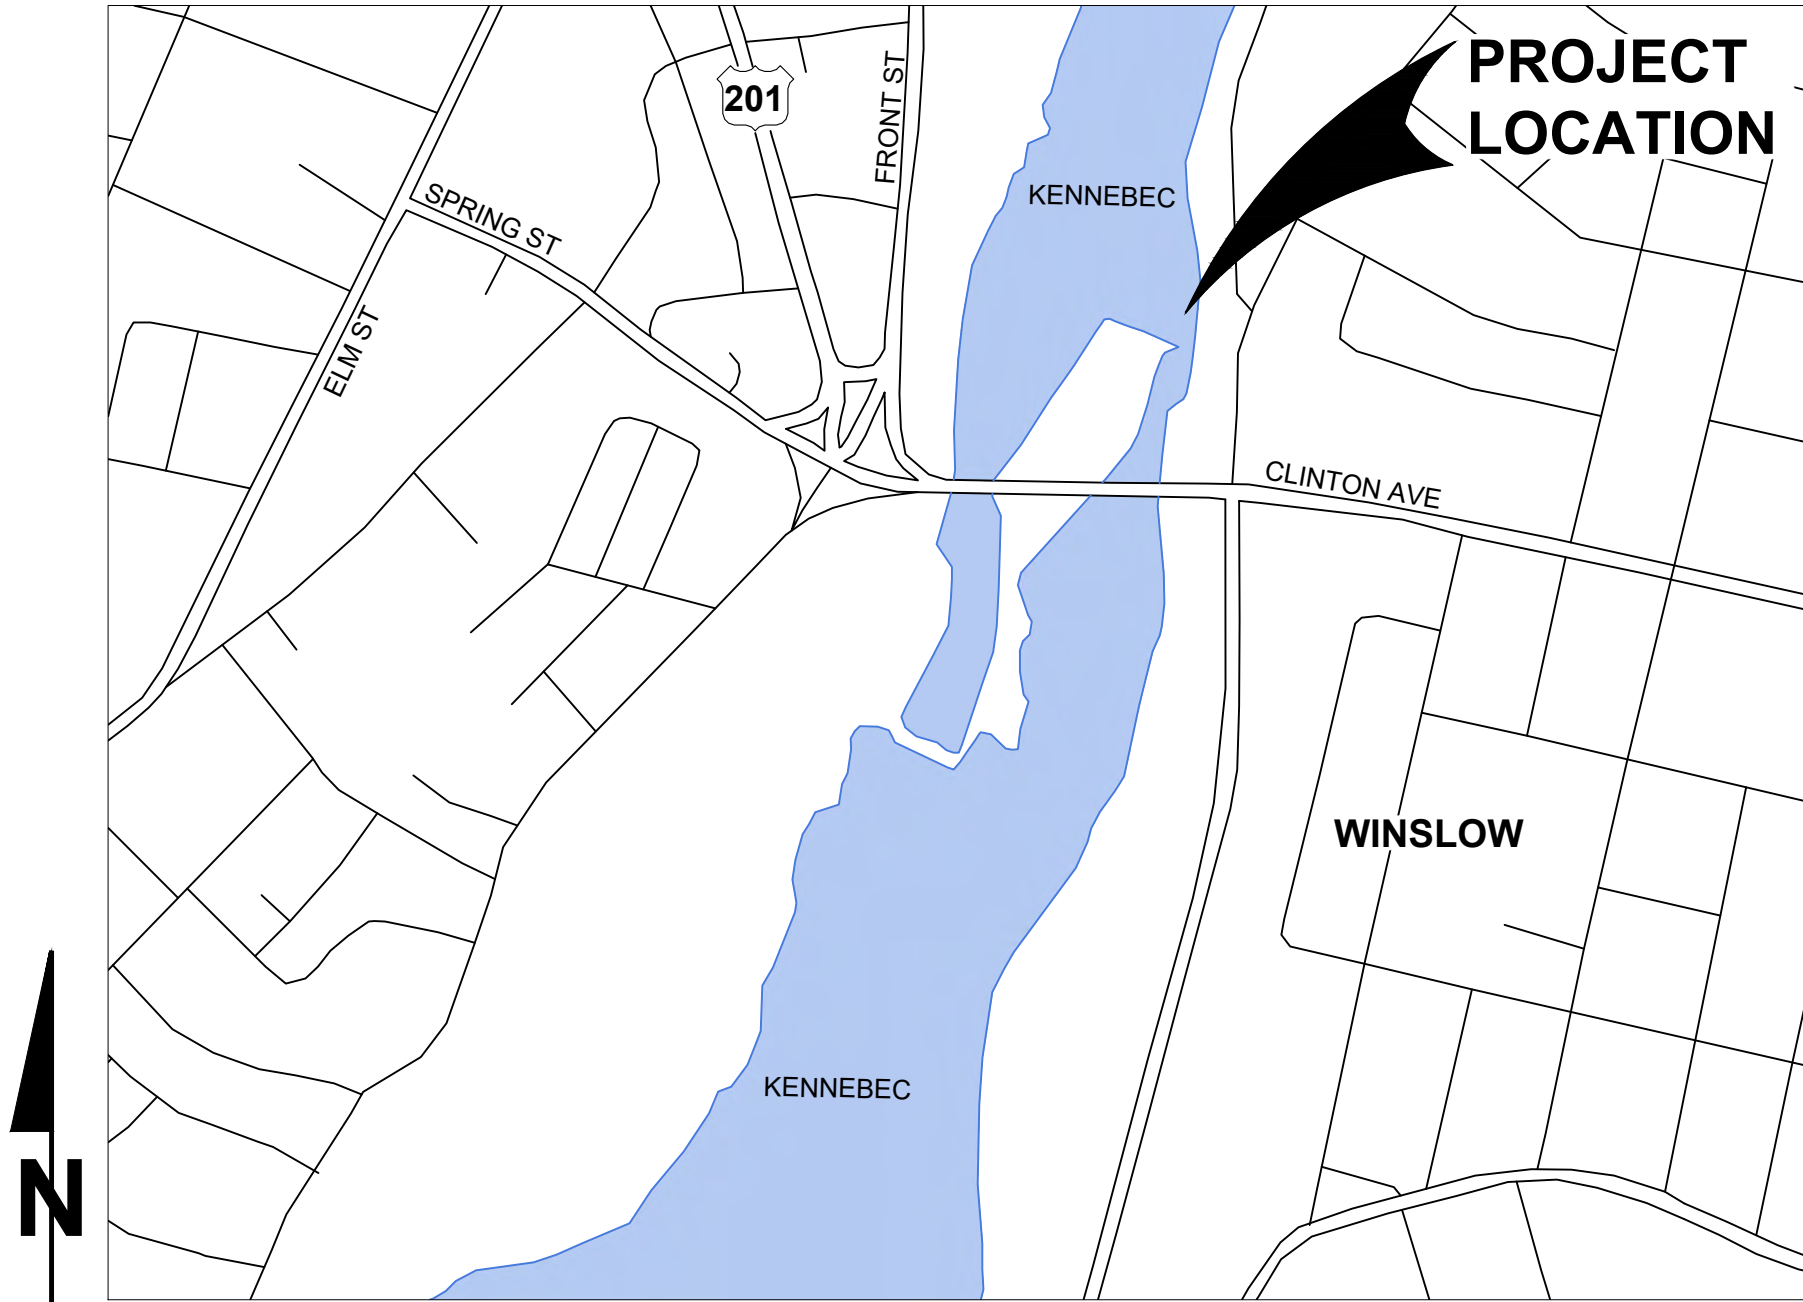 PROJECT
LOCATION
201
FRONT ST
KENNEBEC
SPRING ST
ELM ST
CLINTON AVE
WINSLOW
KENNEBEC
N